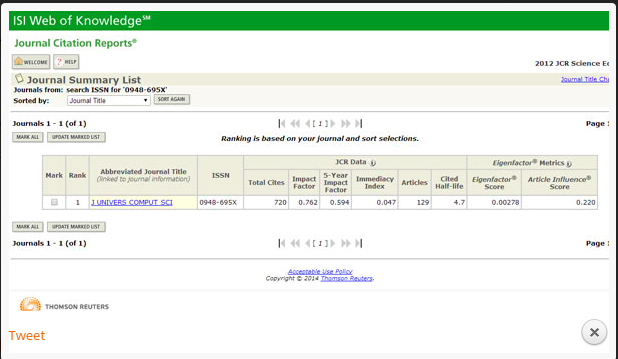 ISI Web of Knowledge℠
Journal Citation Reports®
WELCOME ? HELP
2012 JCR Science
Journal Summary List
Journal Title
Journals from: search ISSN for '0948-695X'
Sorted by: Journal Title SORT AGAIN
Journals 1 - 1 (of 1)
[ 1 ]
Page
MARK ALL UPDATE MARKED LIST
Ranking is based on your journal and sort selections.
Mark Rank Abbreviated Journal Title (linked to journal information) ISSN JCR Data Eigenfactor® Metrics
Total Cites Impact Factor 5-Year Impact Factor Immediacy Index Articles Cited Half-life Eigenfactor® Score Article Influence® Score
1 J UNIVERS COMPUT SCI 0948-695X 720 0.762 0.594 0.047 129 4.7 0.00278 0.220
MARK ALL UPDATE MARKED LIST
Journals 1 - 1 (of 1)
[ 1 ]
Page
Acceptable Use Policy
Copyright © 2014 Thomson Reuters.
THOMSON REUTERS
Tweet